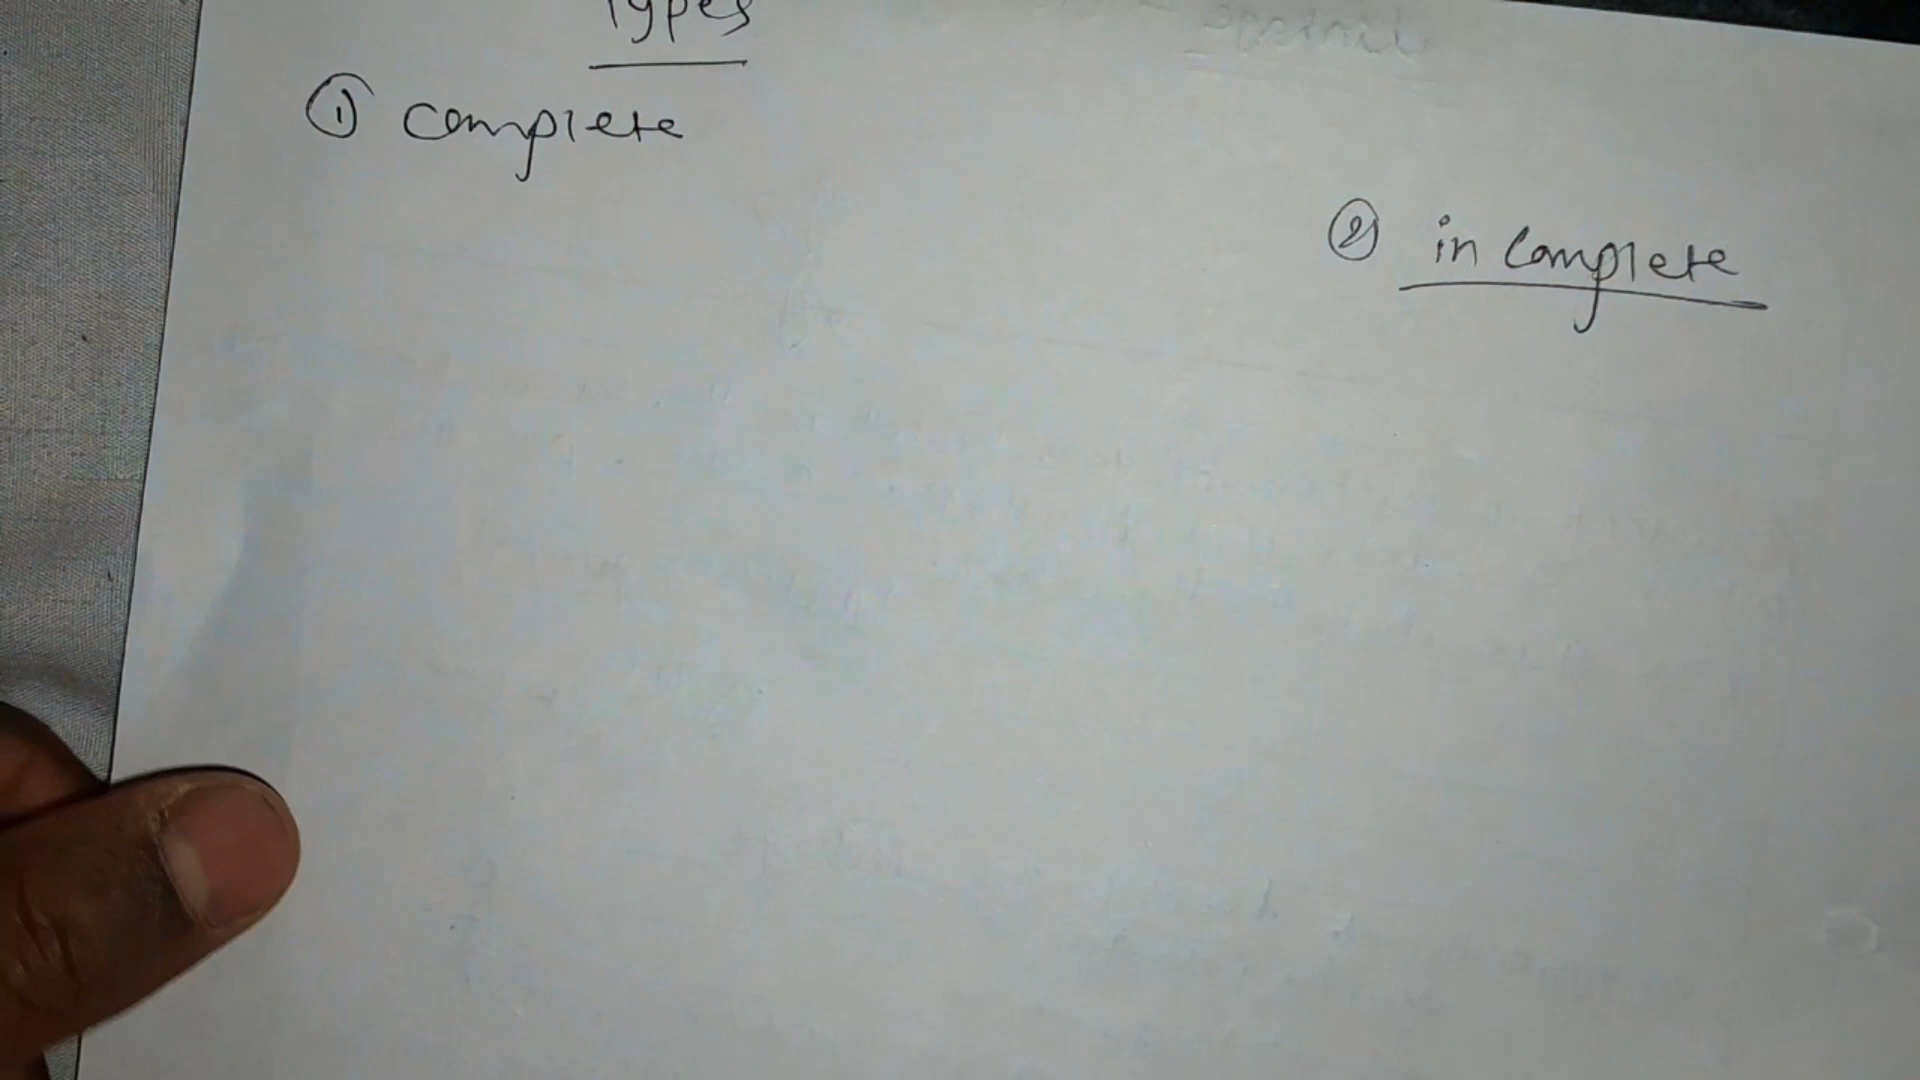 Types
① complete
② in complete